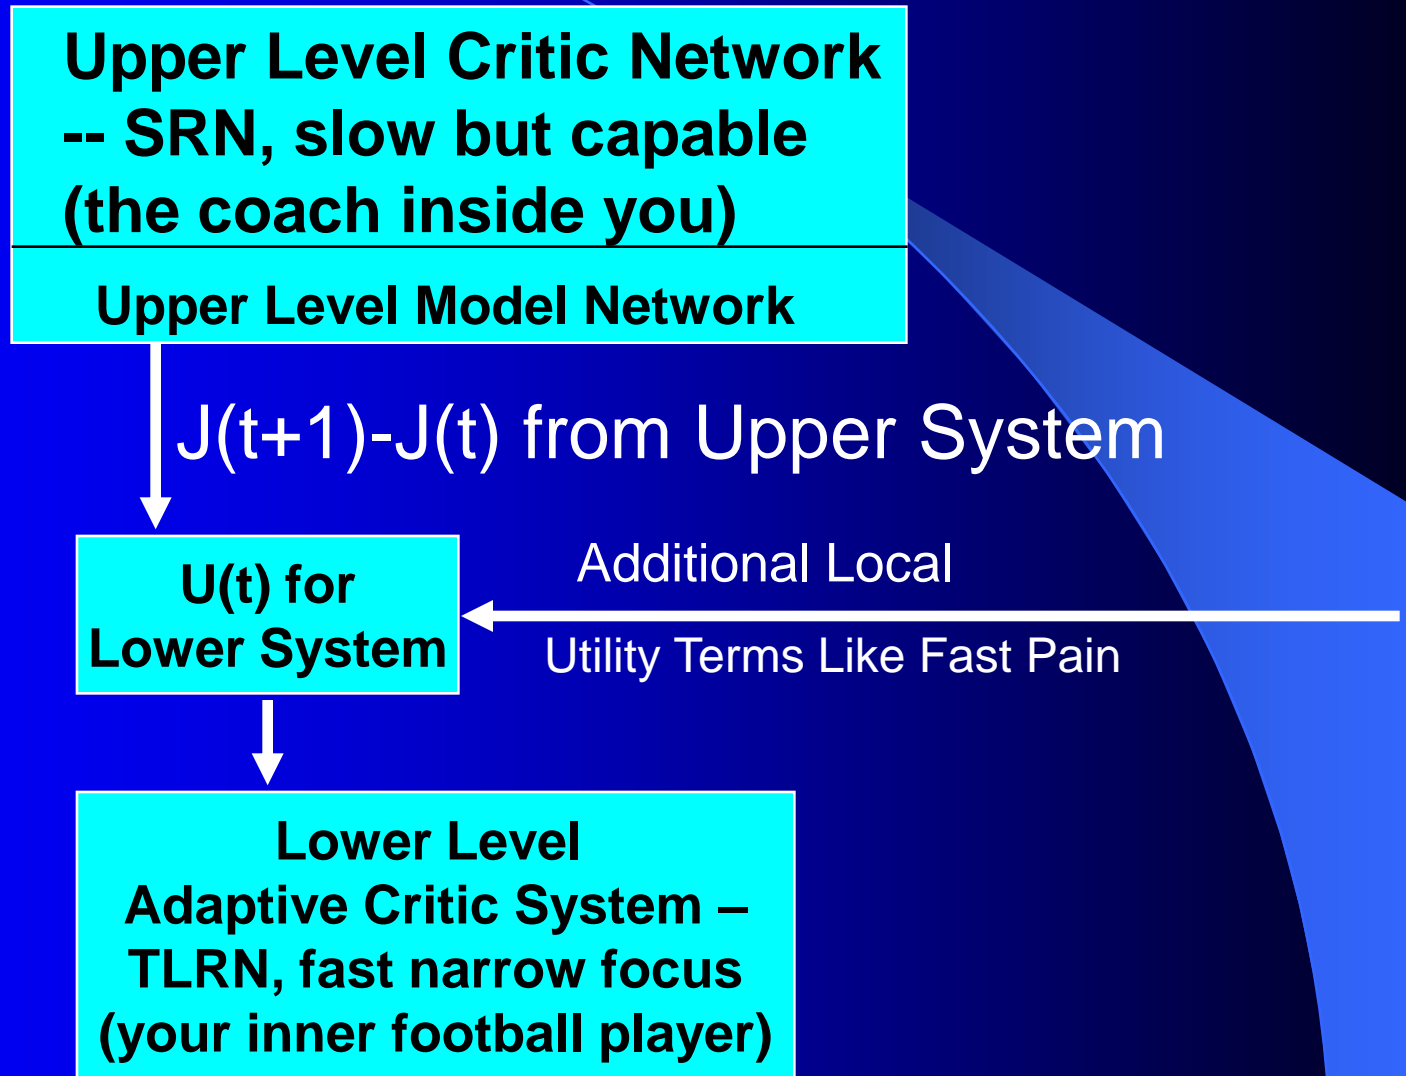 Upper Level Critic Network
-- SRN, slow but capable
(the coach inside you)
Upper Level Model Network
J(t+1)-J(t) from Upper System
U(t) for
Lower System
Additional Local
Utility Terms Like Fast Pain
Lower Level
Adaptive Critic System –
TLRN, fast narrow focus
(your inner football player)